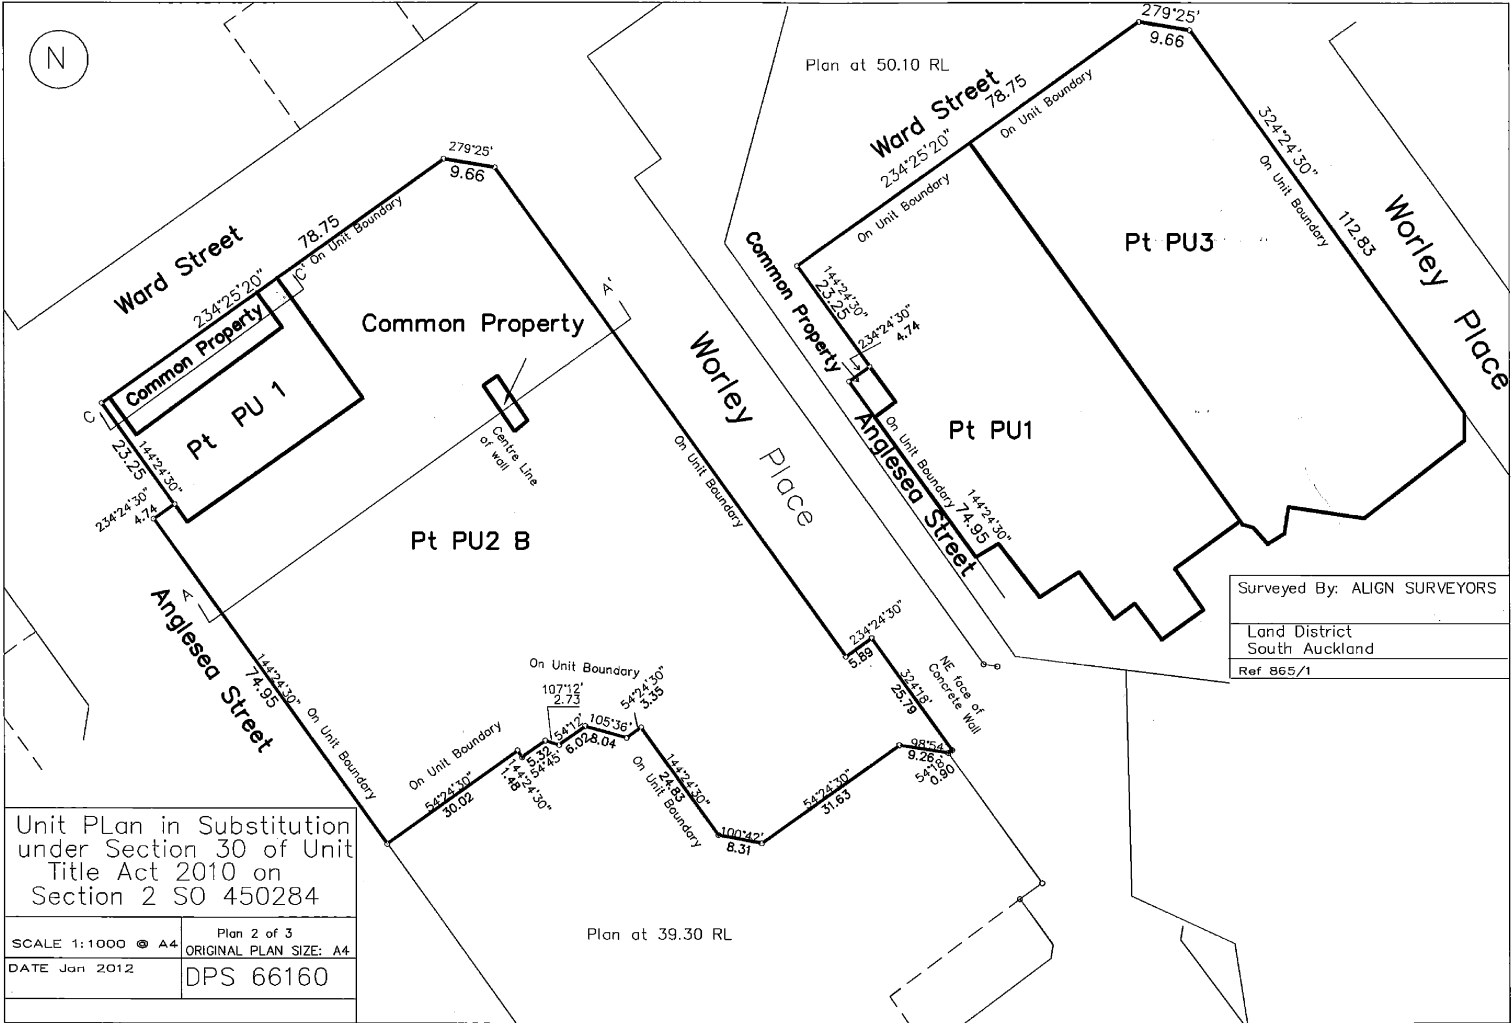 N
Plan at 50.10 RL
279°25'
9.66
Ward Street
78.75
234°25'20"
On Unit Boundary
On Unit Boundary
324°24'30"
On Unit Boundary
112.83
Worley Place
Pt PU3
Common Property
144°24'30"
23.25
234°24'30"
4.74
Pt PU1
On Unit Boundary
Anglesea Street
144°24'30"
74.95
279°25'
9.66
Ward Street
78.75
On Unit Boundary
234°25'20"
C'
Common Property
C
Pt PU 1
Common Property
A'
144°24'30"
23.25
234°24'30"
4.74
Centre Line
of wall
Worley Place
On Unit Boundary
Pt PU2 B
A
Anglesea Street
144°24'30"
74.95
On Unit Boundary
234°24'30"
5.89
324°18'
25.79
NE face of
Concrete Wall
On Unit Boundary
107°12'
2.73
54°24'30"
3.35
On Unit Boundary
54°24'30"
30.02
144°24'30"
1.48
5.32
54°45'
54°12'
6.02
105°36'
8.04
On Unit Boundary
144°24'30"
24.83
100°42'
8.31
54°24'30"
31.63
98°54'
9.26
0.90
Plan at 39.30 RL
Surveyed By: ALIGN SURVEYORS
Land District
South Auckland
Ref 865/1
Unit PLan in Substitution
under Section 30 of Unit
Title Act 2010 on
Section 2 SO 450284
SCALE 1:1000 @ A4
Plan 2 of 3
ORIGINAL PLAN SIZE: A4
DATE Jan 2012
DPS 66160